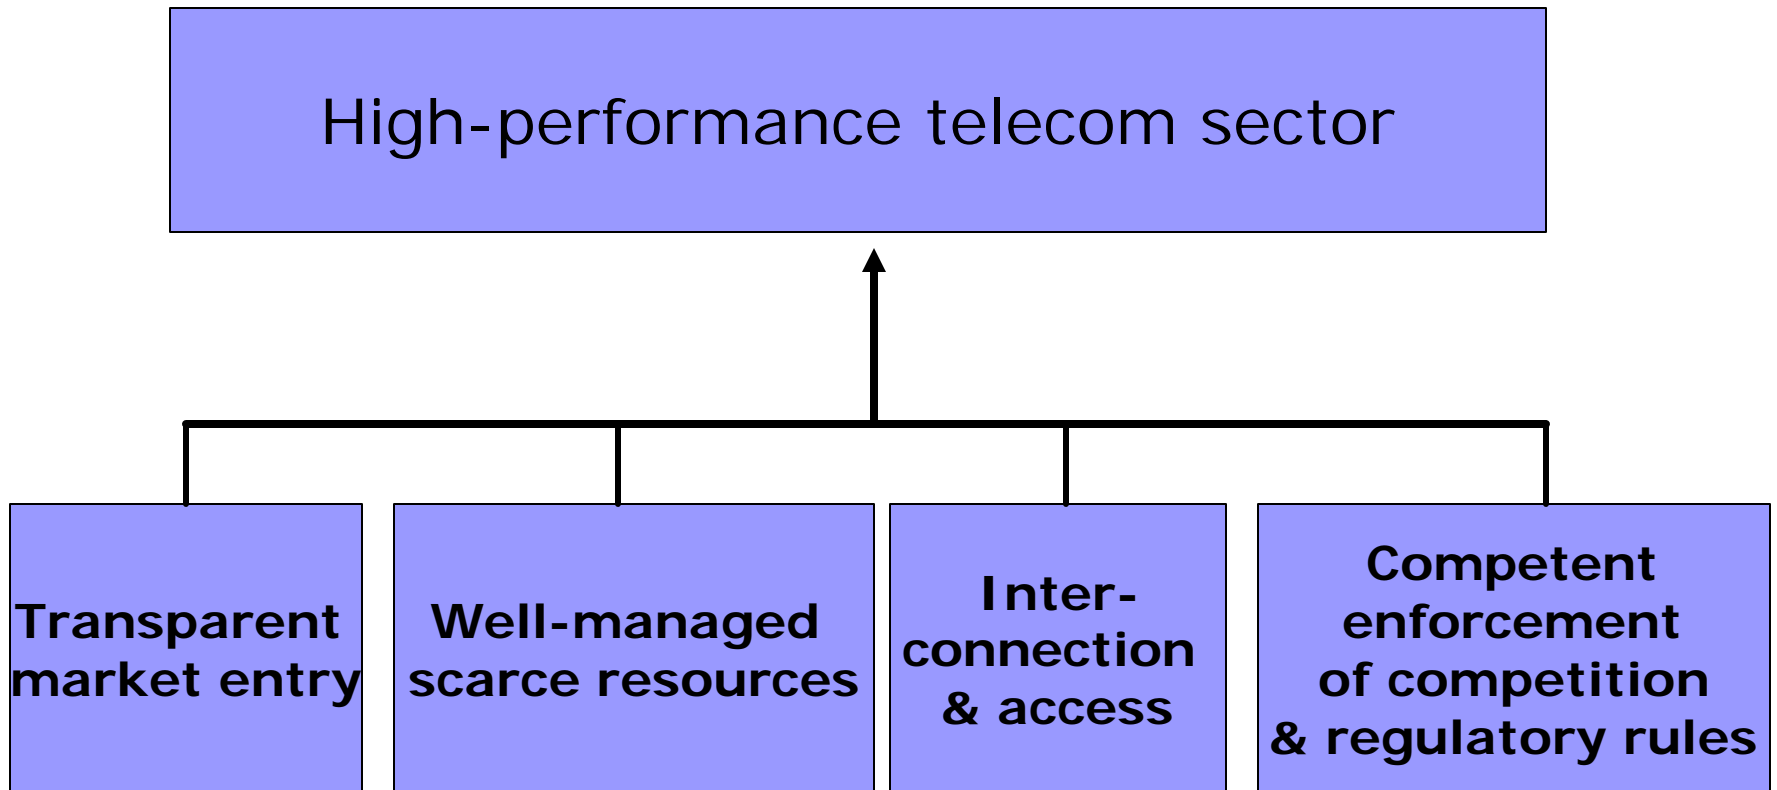 High-performance telecom sector
Transparent
market entry
Well-managed
scarce resources
Inter-
connection
& access
Competent
enforcement
of competition
& regulatory rules